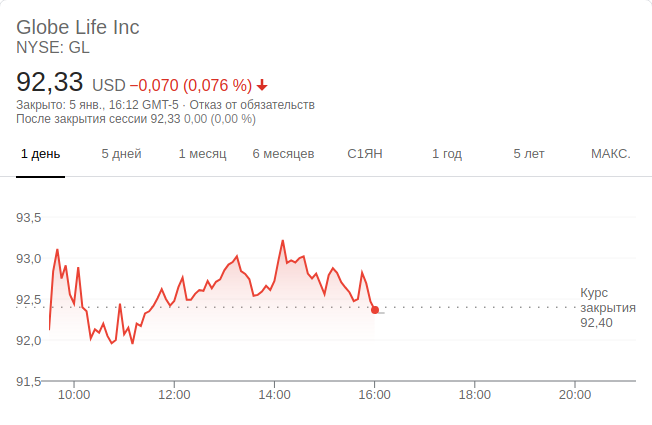 Globe Life Inc
NYSE: GL
92,33 USD −0,070 (0,076 %)
Закрыто: 5 янв., 16:12 GMT-5 · Отказ от обязательств
После закрытия сессии 92,33 0,00 (0,00 %)
1 день 5 дней 1 месяц 6 месяцев С1ЯН 1 год 5 лет МАКС.
93,5
93,0
92,5
92,0
91,5
Курс
закрытия
92,40
10:00 12:00 14:00 16:00 18:00 20:00